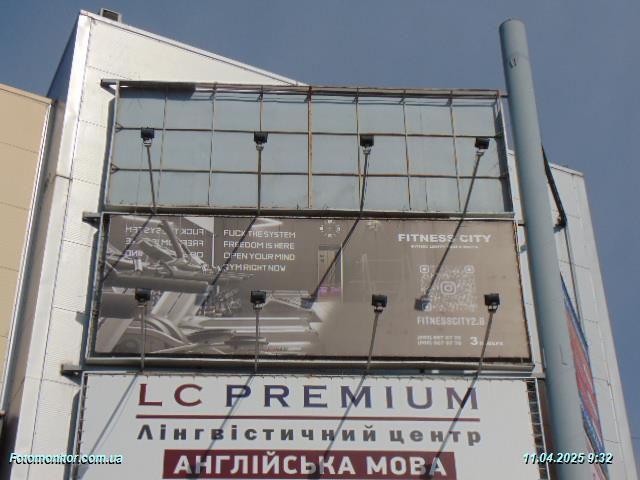 FUCK THE SYSTEM
FREEDOM IS HERE
OPEN YOUR MIND
GYM RIGHT NOW
FITNESS CITY
FITNESSCITY2.0
LC PREMIUM
Лінгвістичний центр
АНГЛІЙСЬКА МОВА
Fotomonitor.com.ua
11.04.2025 9:32